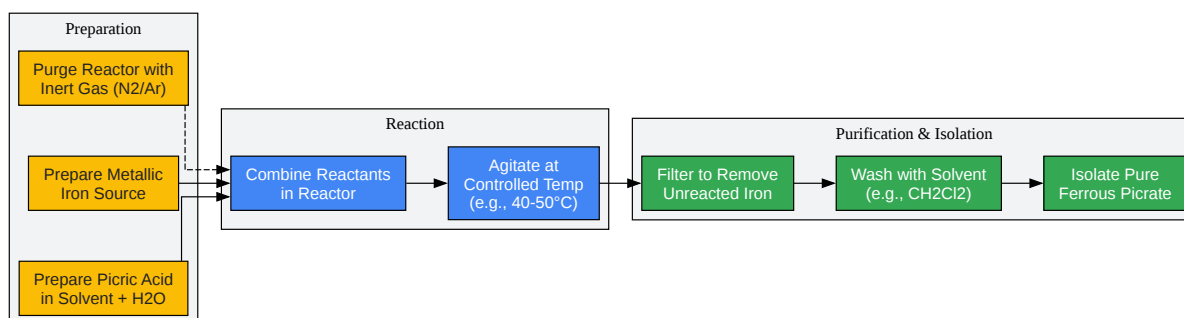 Preparation
Purge Reactor with
Inert Gas (N2/Ar)
Prepare Metallic
Iron Source
Prepare Picric Acid
in Solvent + H2O
Reaction
Combine Reactants
in Reactor
Agitate at
Controlled Temp
(e.g., 40-50°C)
Purification & Isolation
Filter to Remove
Unreacted Iron
Wash with Solvent
(e.g., CH2Cl2)
Isolate Pure
Ferrous Picrate